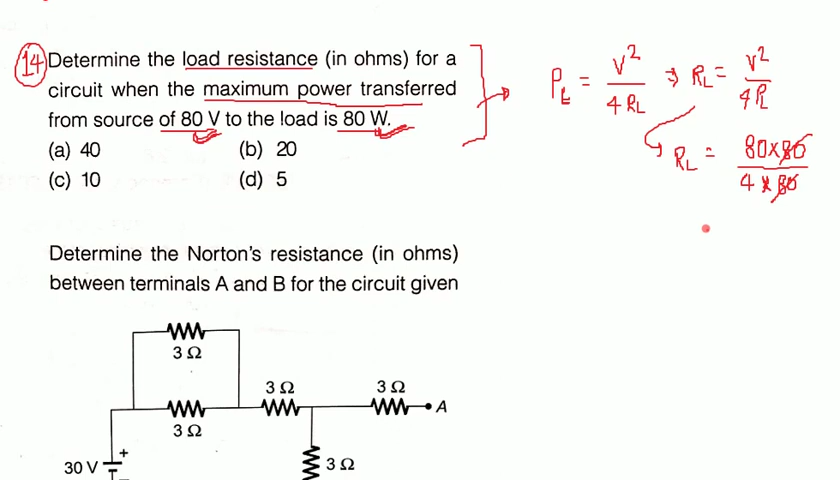 14 Determine the load resistance (in ohms) for a
circuit when the maximum power transferred
from source of 80 V to the load is 80 W.
(a) 40 (b) 20
(c) 10 (d) 5
P_L = V²/4R_L ⇒ R_L = V²/4P_L
R_L = 80×80/4×80
Determine the Norton's resistance (in ohms)
between terminals A and B for the circuit given
3 Ω
3 Ω 3 Ω A
3 Ω
30 V + − 3 Ω